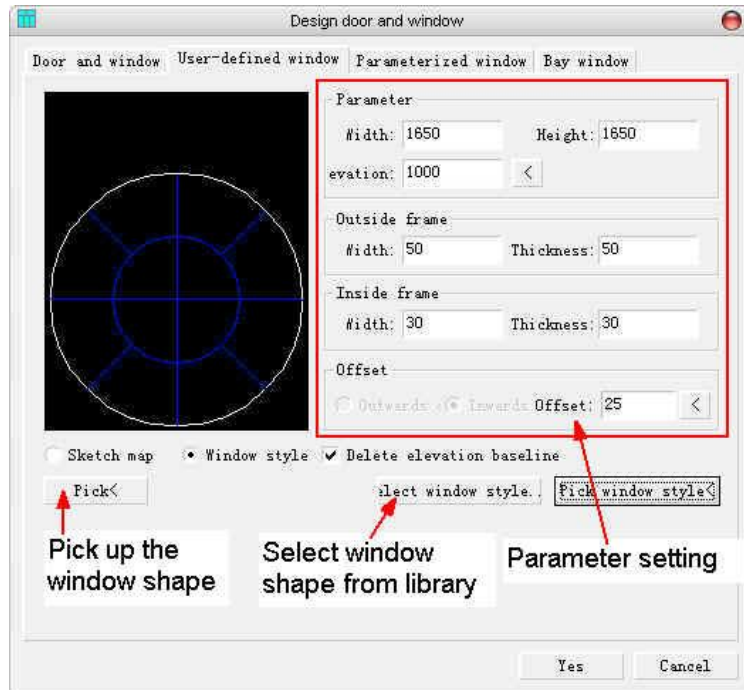 Design door and window
Door and window User-defined window Parameterized window Bay window
Parameter
Width: 1650 Height: 1650
evation: 1000 <
Outside frame
Width: 50 Thickness: 50
Inside frame
Width: 30 Thickness: 30
Offset
Outwards Inwards Offset: 25 <
Sketch map Window style Delete elevation baseline
Pick< elect window style.. Pick window style<
Pick up the
window shape
Select window
shape from library
Parameter setting
Yes Cancel